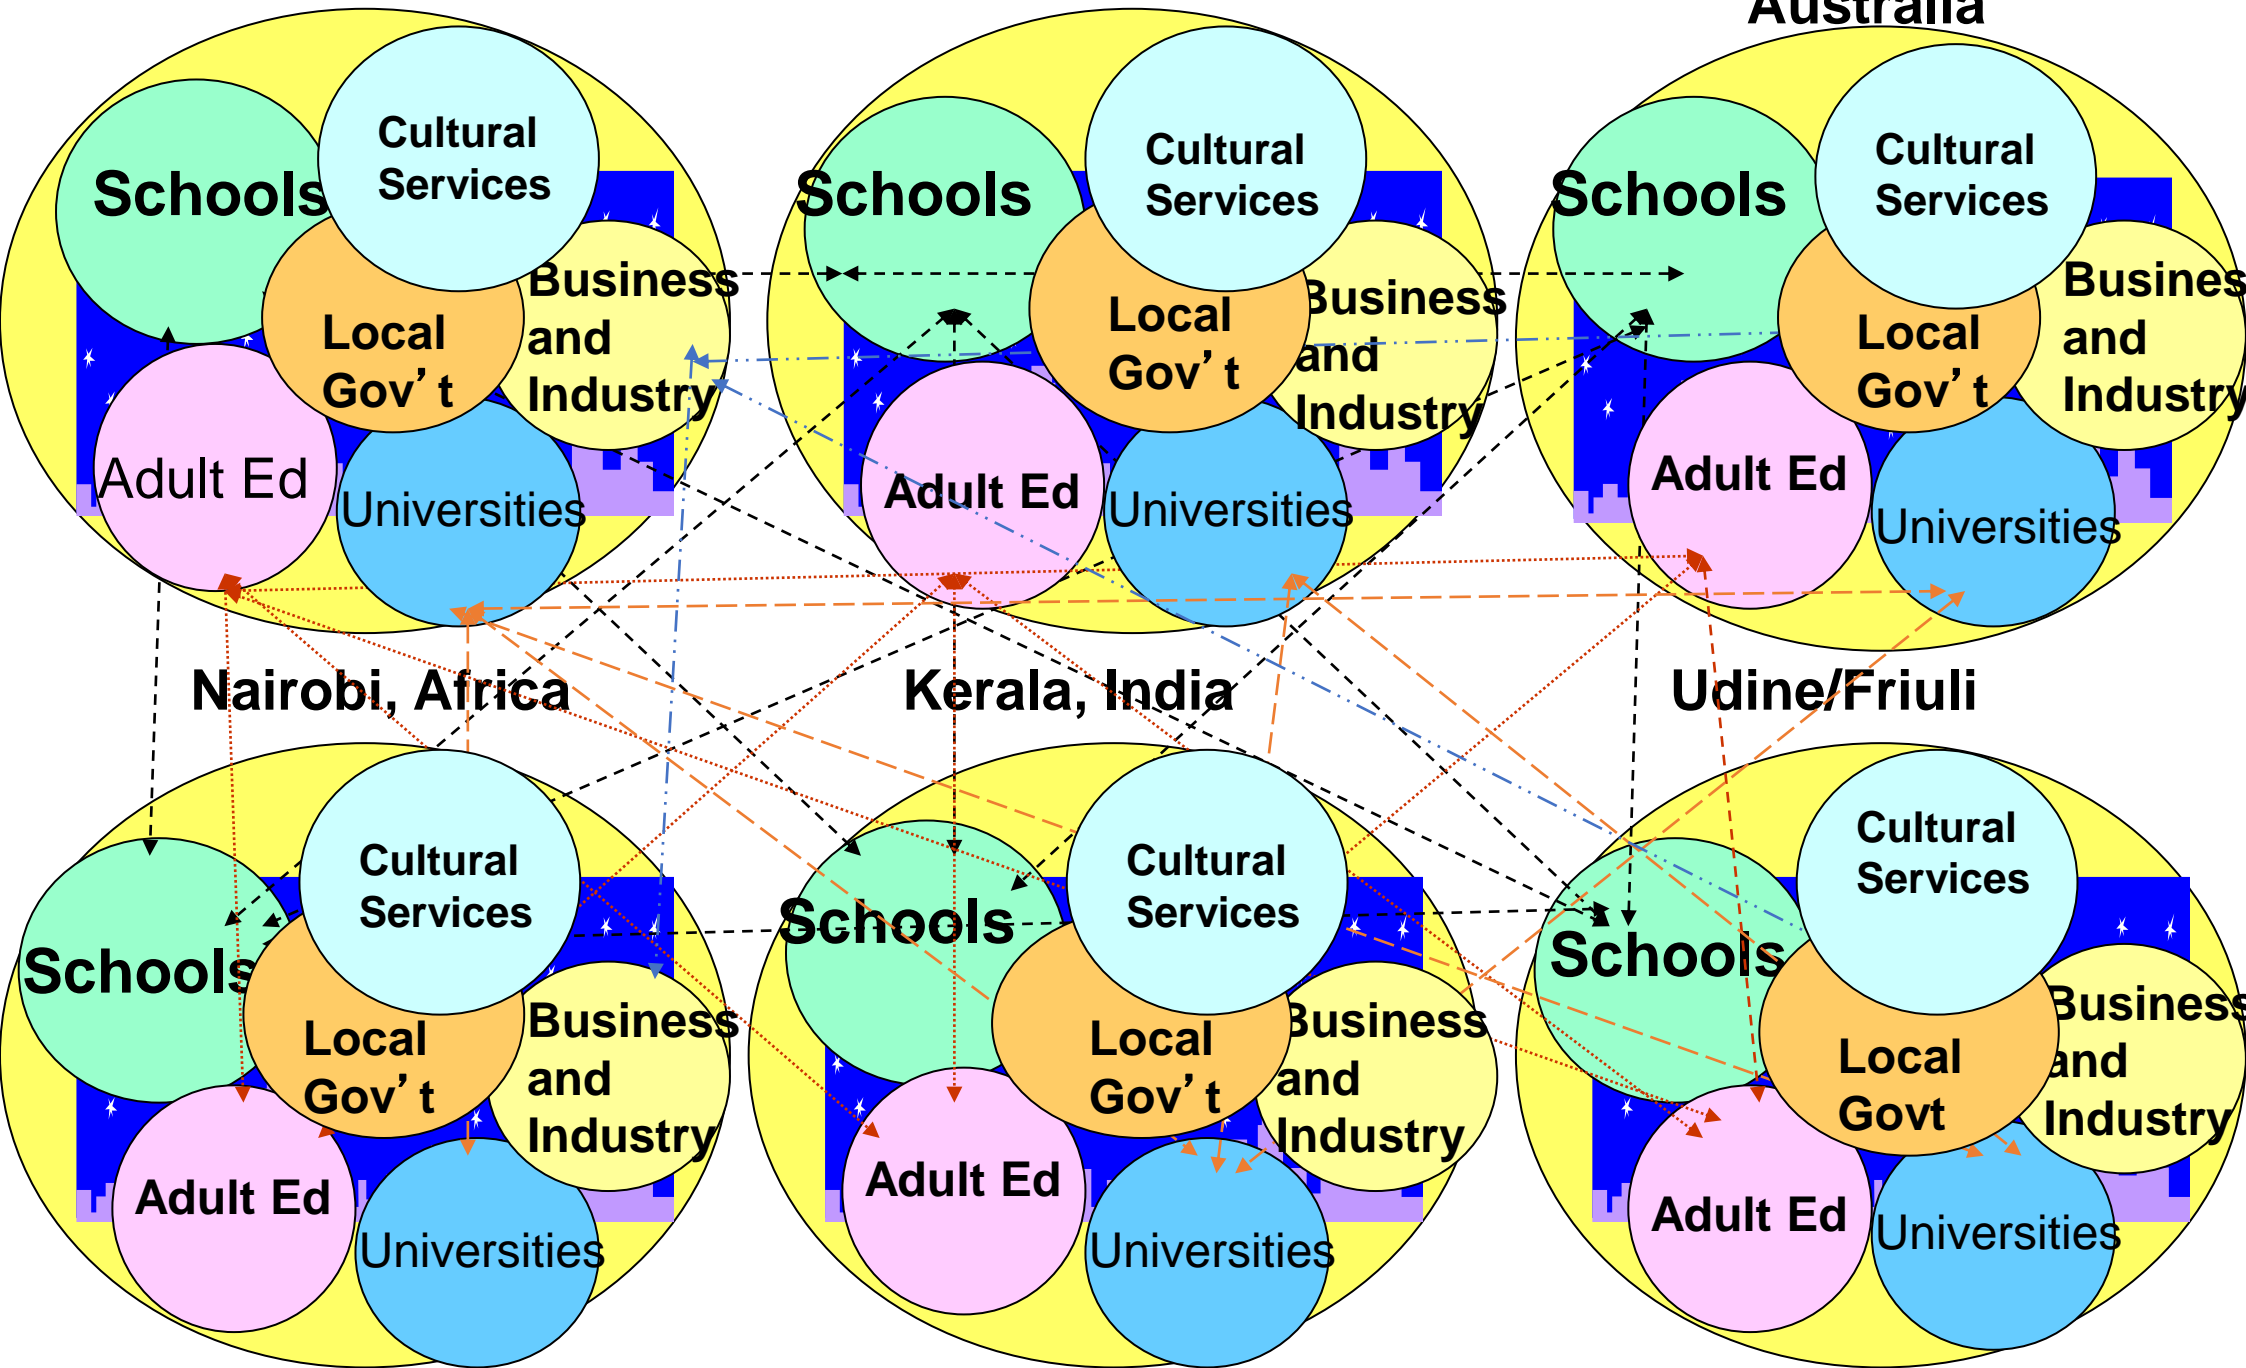 Australia
Schools
Cultural
Services
Local
Gov’ t
Business
and
Industry
Adult Ed
Universities
Schools
Cultural
Services
Local
Gov’ t
Business
and
Industry
Adult Ed
Universities
Schools
Cultural
Services
Local
Gov’ t
Business
and
Industry
Adult Ed
Universities
Nairobi, Africa
Kerala, India
Udine/Friuli
Schools
Cultural
Services
Local
Gov’ t
Business
and
Industry
Adult Ed
Universities
Schools
Cultural
Services
Local
Gov’ t
Business
and
Industry
Adult Ed
Universities
Schools
Cultural
Services
Local
Govt
Business
and
Industry
Adult Ed
Universities